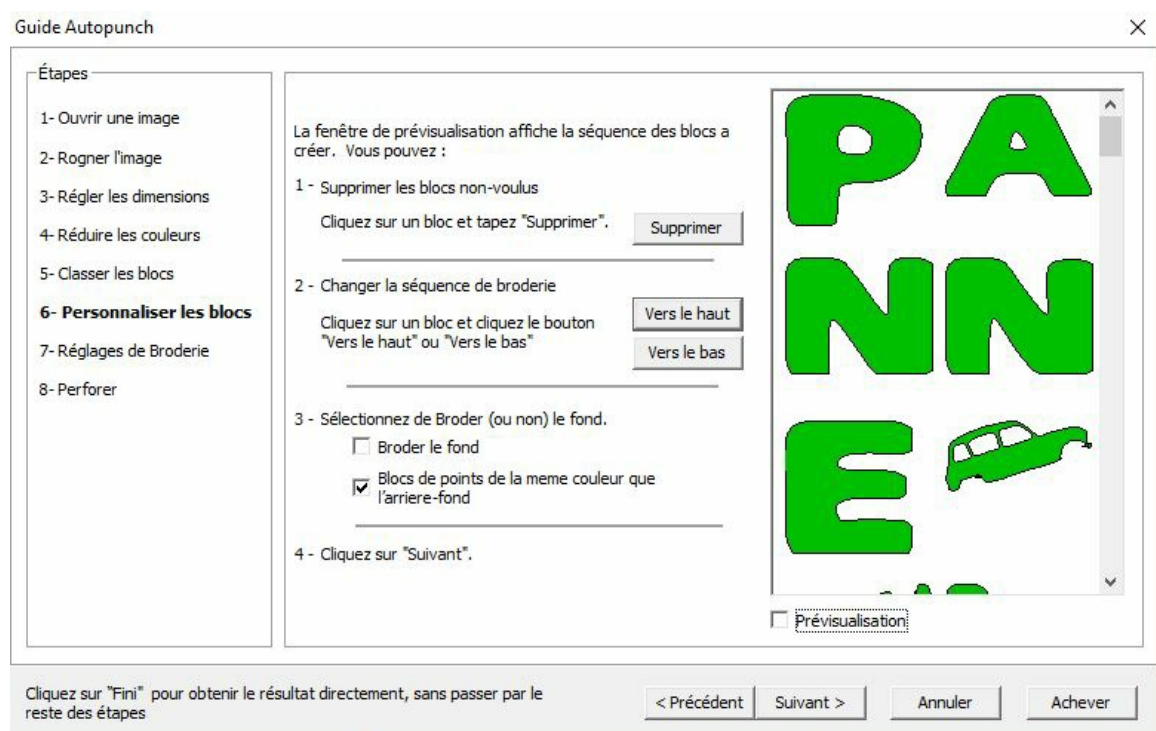 Guide Autopunch
Étapes
1- Ouvrir une image
2- Rogner l'image
3- Régler les dimensions
4- Réduire les couleurs
5- Classer les blocs
6- Personnaliser les blocs
7- Réglages de Broderie
8- Perforer
La fenêtre de prévisualisation affiche la séquence des blocs a
créer. Vous pouvez :
1 - Supprimer les blocs non-voulus
Cliquez sur un bloc et tapez "Supprimer".
Supprimer
2 - Changer la séquence de broderie
Cliquez sur un bloc et cliquez le bouton
"Vers le haut" ou "Vers le bas"
Vers le haut
Vers le bas
3 - Sélectionnez de Broder (ou non) le fond.
Broder le fond
Blocs de points de la meme couleur que
l'arriere-fond
4 - Cliquez sur "Suivant".
P A
N N
E
Prévisualisation
Cliquez sur "Fini" pour obtenir le résultat directement, sans passer par le
reste des étapes
< Précédent
Suivant >
Annuler
Achever